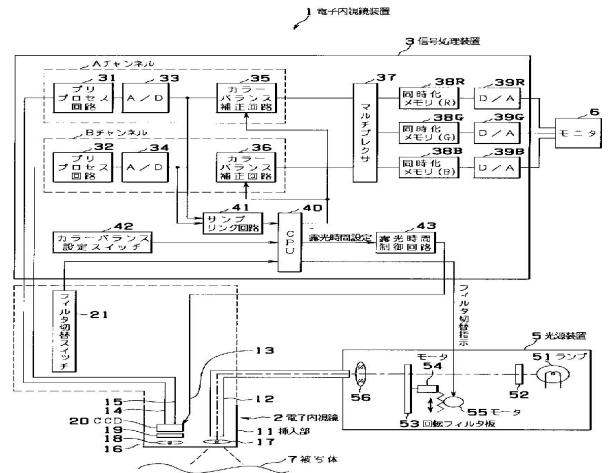 1 電子内視鏡装置
3 信号処理装置
Aチャンネル
31
プリ
プロセス
回路
33
A/D
35
カラー
バランス
補正回路
37
マルチプレクサ
38R
同時化
メモリ(R)
39R
D/A
38G
同時化
メモリ(G)
39G
D/A
38B
同時化
メモリ(B)
39B
D/A
6
モニタ
Bチャンネル
32
プリ
プロセス
回路
34
A/D
36
カラー
バランス
補正回路
41
サンプ
リング回路
40
CPU
42
カラーバランス
設定スイッチ
露光時間設定
43
露光時間
制御回路
フィルタ切替スイッチ
21
フィルタ切替指示
5 光源装置
モータ
54
51 ランプ
52
56
55 モータ
53 回転フィルタ板
13
12
15
14
20 CCD
19
18
16
2 電子内視鏡
11 挿入部
17
7 被写体